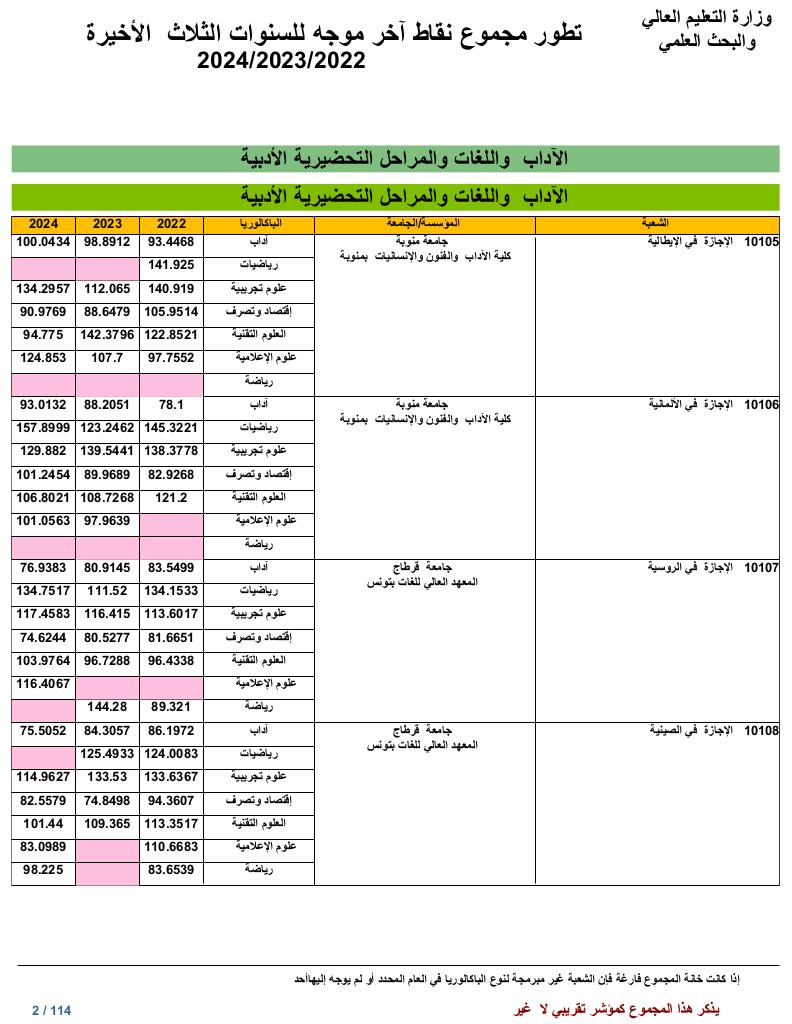 وزارة التعليم العالي
والبحث العلمي
تطور مجموع نقاط آخر موجه للسنوات الثلاث الأخيرة
2024/2023/2022
الآداب واللغات والمراحل التحضيرية الأدبية
الآداب واللغات والمراحل التحضيرية الأدبية
الشعبة المؤسسة/الجامعة الباكالوريا 2022 2023 2024
10105 الإجازة في الإيطالية جامعة منوبة آداب 93.4468 98.8912 100.0434
كلية الآداب والفنون والإنسانيات بمنوبة
رياضيات 141.925
علوم تجريبية 140.919 112.065 134.2957
إقتصاد وتصرف 105.9514 88.6479 90.9769
العلوم التقنية 122.8521 142.3796 94.775
علوم الإعلامية 97.7552 107.7 124.853
رياضة
10106 الإجازة في الألمانية جامعة منوبة آداب 78.1 88.2051 93.0132
كلية الآداب والفنون والإنسانيات بمنوبة
رياضيات 145.3221 123.2462 157.8999
علوم تجريبية 138.3778 139.5441 129.882
إقتصاد وتصرف 82.9268 89.9689 101.2454
العلوم التقنية 121.2 108.7268 106.8021
علوم الإعلامية 97.9639 101.0563
رياضة
10107 الإجازة في الروسية جامعة قرطاج آداب 83.5499 80.9145 76.9383
المعهد العالي للغات بتونس
رياضيات 134.1533 111.52 134.7517
علوم تجريبية 113.6017 116.415 117.4583
إقتصاد وتصرف 81.6651 80.5277 74.6244
العلوم التقنية 96.4338 96.7288 103.9764
علوم الإعلامية 116.4067
رياضة 89.321 144.28
10108 الإجازة في الصينية جامعة قرطاج آداب 86.1972 84.3057 75.5052
المعهد العالي للغات بتونس
رياضيات 124.0083 125.4933
علوم تجريبية 133.6367 133.53 114.9627
إقتصاد وتصرف 94.3607 74.8498 82.5579
العلوم التقنية 113.3517 109.365 101.44
علوم الإعلامية 110.6683 83.0989
رياضة 83.6539 98.225
إذا كانت خانة المجموع فارغة فإن الشعبة غير مبرمجة لنوع الباكالوريا في العام المحدد أو لم يوجه إليهاأحد
يذكر هذا المجموع كمؤشر تقريبي لا غير
2 / 114